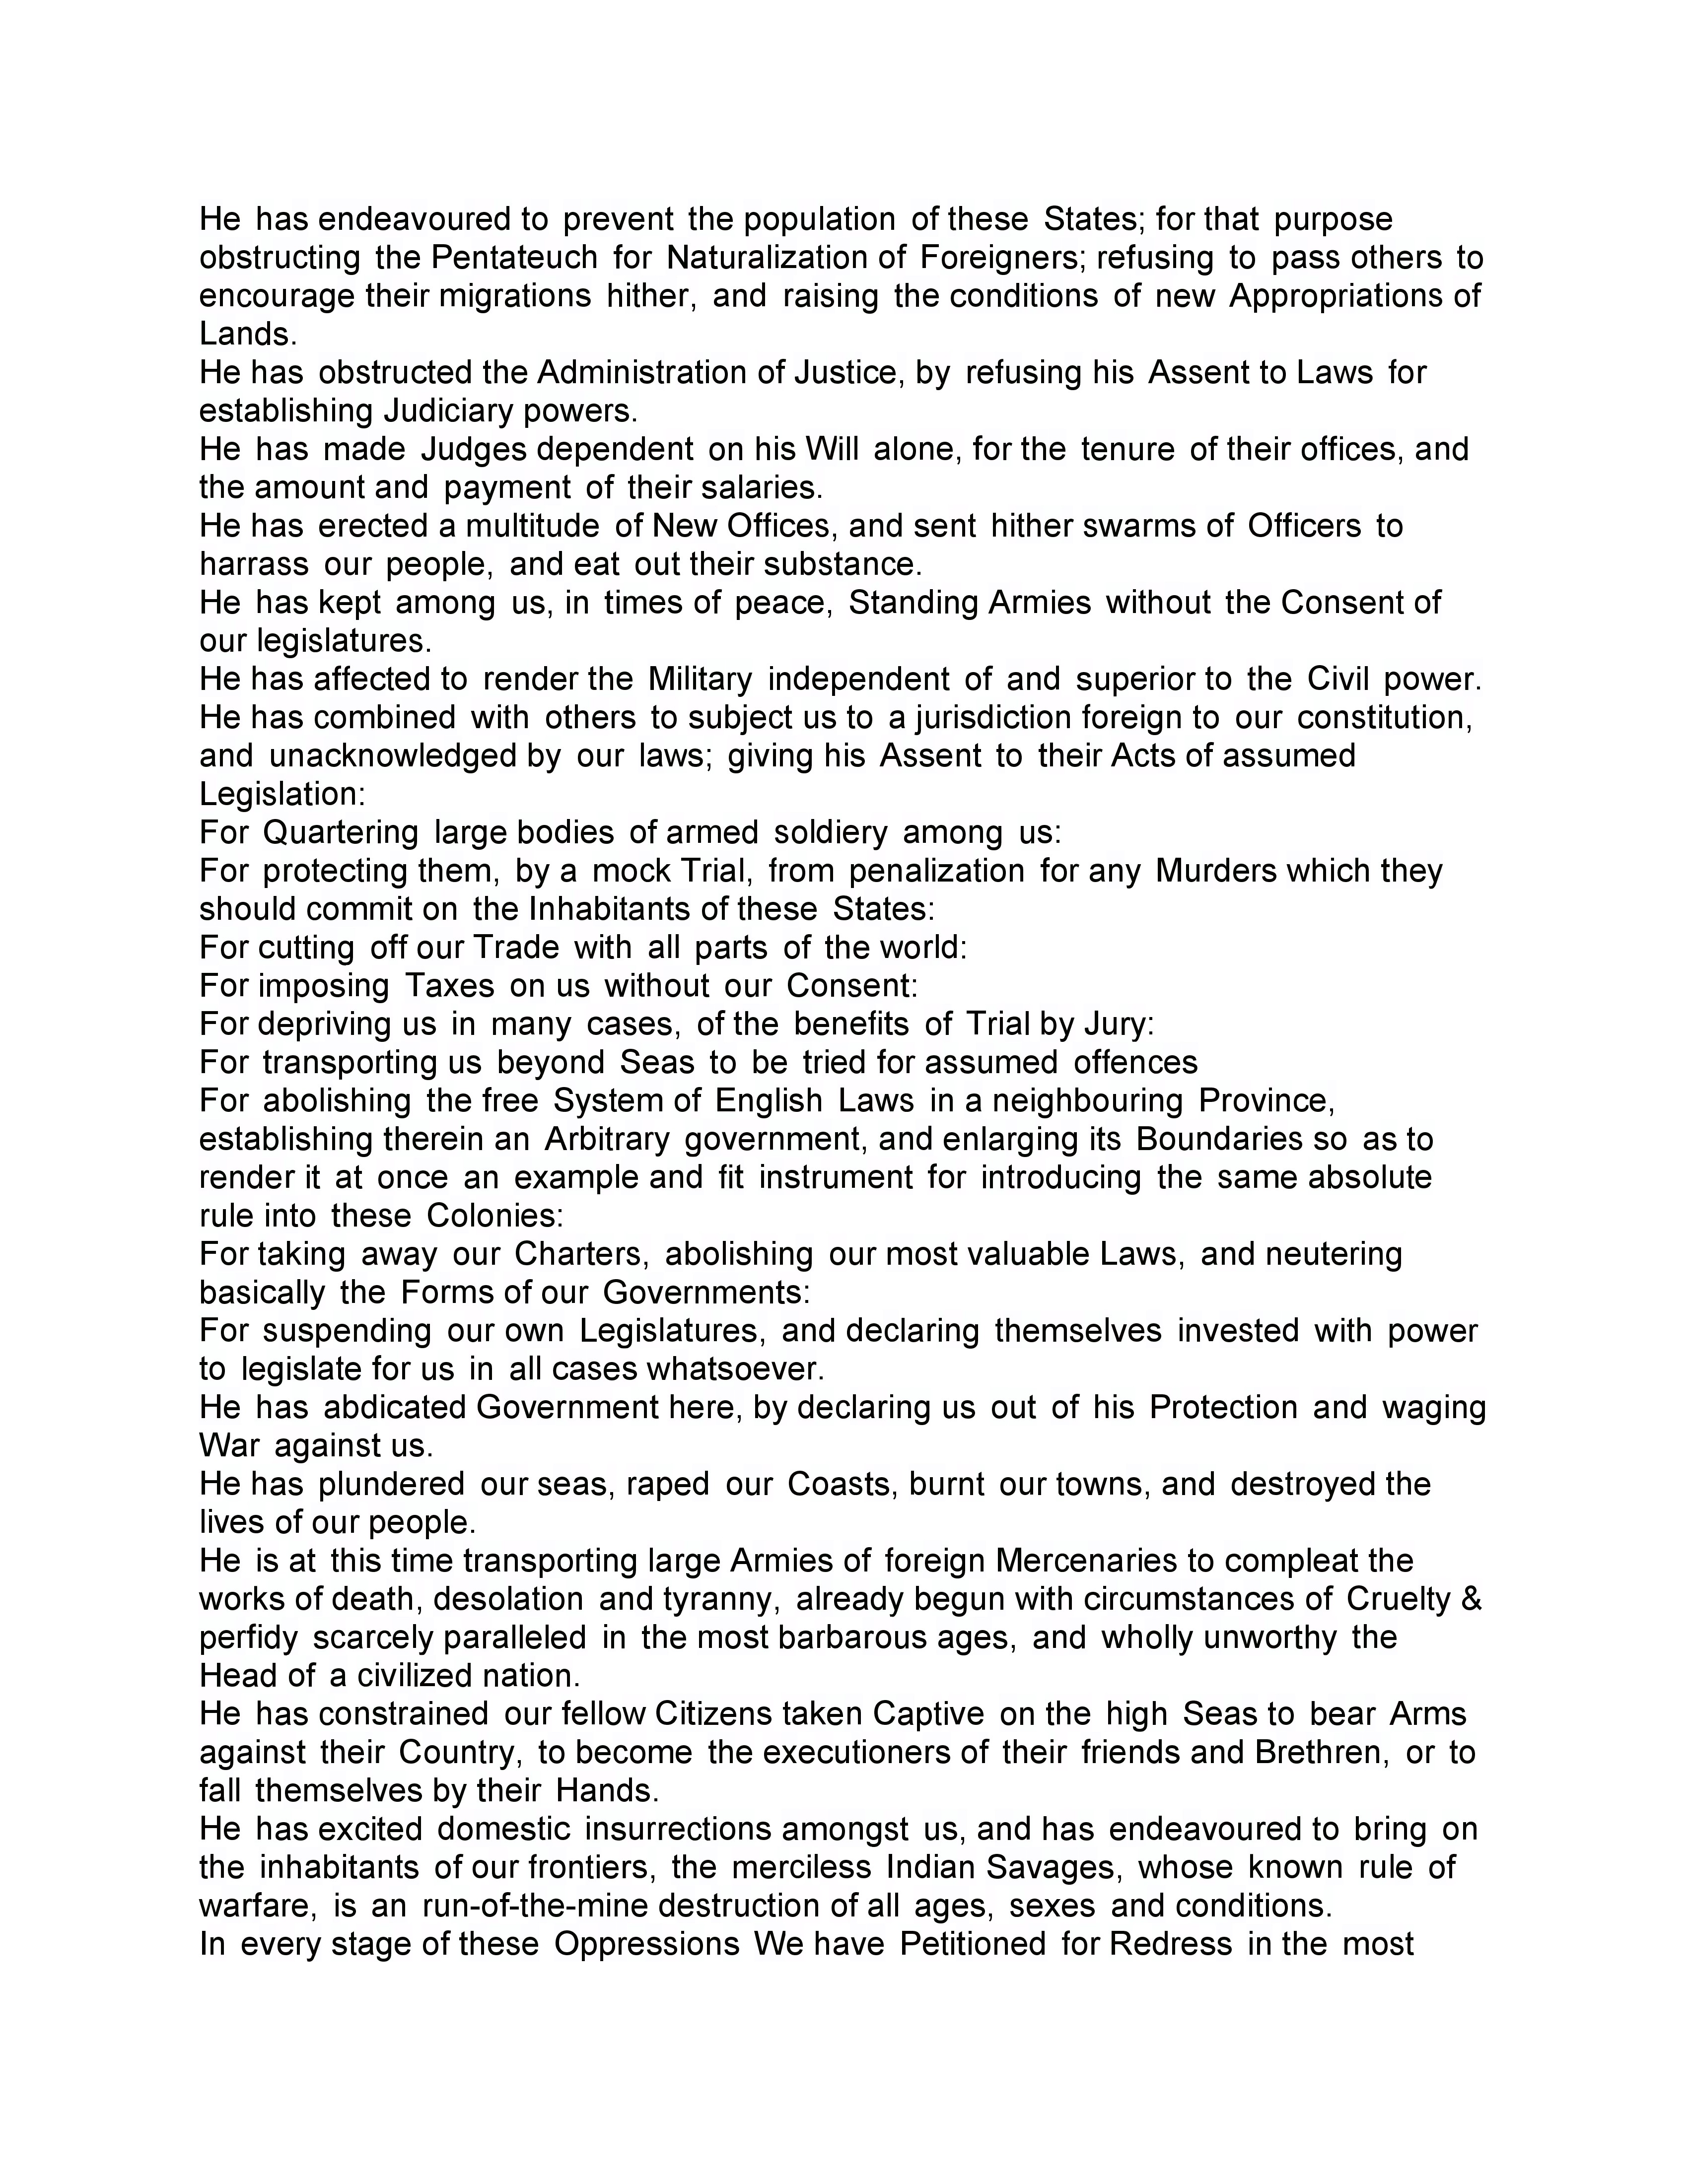 He has endeavoured to prevent the population of these States; for that purpose
obstructing the Pentateuch for Naturalization of Foreigners; refusing to pass others to
encourage their migrations hither, and raising the conditions of new Appropriations of
Lands.
He has obstructed the Administration of Justice, by refusing his Assent to Laws for
establishing Judiciary powers.
He has made Judges dependent on his Will alone, for the tenure of their offices, and
the amount and payment of their salaries.
He has erected a multitude of New Offices, and sent hither swarms of Officers to
harrass our people, and eat out their substance.
He has kept among us, in times of peace, Standing Armies without the Consent of
our legislatures.
He has affected to render the Military independent of and superior to the Civil power.
He has combined with others to subject us to a jurisdiction foreign to our constitution,
and unacknowledged by our laws; giving his Assent to their Acts of assumed
Legislation:
For Quartering large bodies of armed soldiery among us:
For protecting them, by a mock Trial, from penalization for any Murders which they
should commit on the Inhabitants of these States:
For cutting off our Trade with all parts of the world:
For imposing Taxes on us without our Consent:
For depriving us in many cases, of the benefits of Trial by Jury:
For transporting us beyond Seas to be tried for assumed offences
For abolishing the free System of English Laws in a neighbouring Province,
establishing therein an Arbitrary government, and enlarging its Boundaries so as to
render it at once an example and fit instrument for introducing the same absolute
rule into these Colonies:
For taking away our Charters, abolishing our most valuable Laws, and neutering
basically the Forms of our Governments:
For suspending our own Legislatures, and declaring themselves invested with power
to legislate for us in all cases whatsoever.
He has abdicated Government here, by declaring us out of his Protection and waging
War against us.
He has plundered our seas, raped our Coasts, burnt our towns, and destroyed the
lives of our people.
He is at this time transporting large Armies of foreign Mercenaries to compleat the
works of death, desolation and tyranny, already begun with circumstances of Cruelty &
perfidy scarcely paralleled in the most barbarous ages, and wholly unworthy the
Head of a civilized nation.
He has constrained our fellow Citizens taken Captive on the high Seas to bear Arms
against their Country, to become the executioners of their friends and Brethren, or to
fall themselves by their Hands.
He has excited domestic insurrections amongst us, and has endeavoured to bring on
the inhabitants of our frontiers, the merciless Indian Savages, whose known rule of
warfare, is an run-of-the-mine destruction of all ages, sexes and conditions.
In every stage of these Oppressions We have Petitioned for Redress in the most